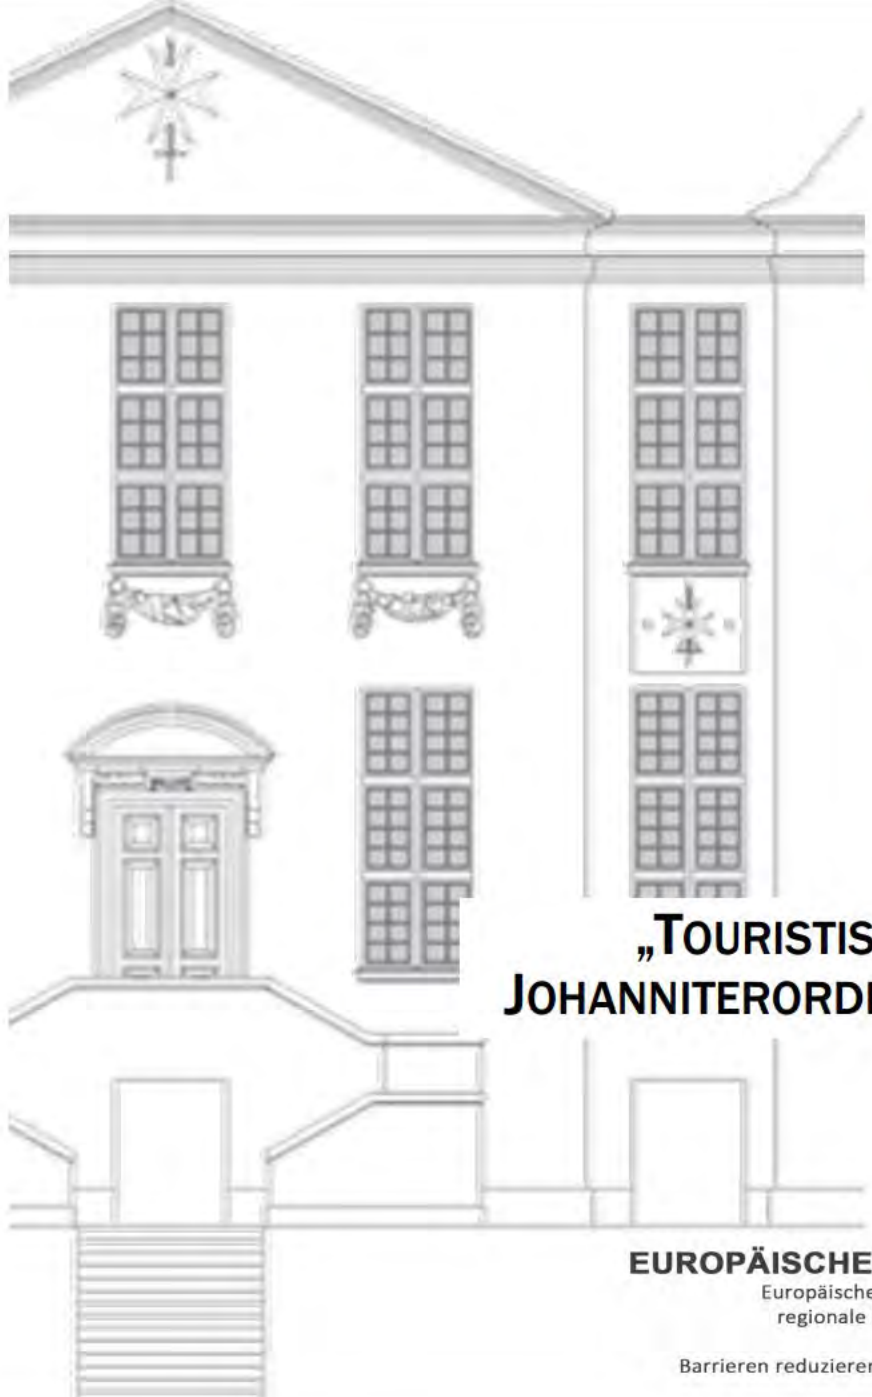 „TOURISTIS
JOHANNITERORD
EUROPÄISCHE
Europäische
regionale
Barrieren reduzieren